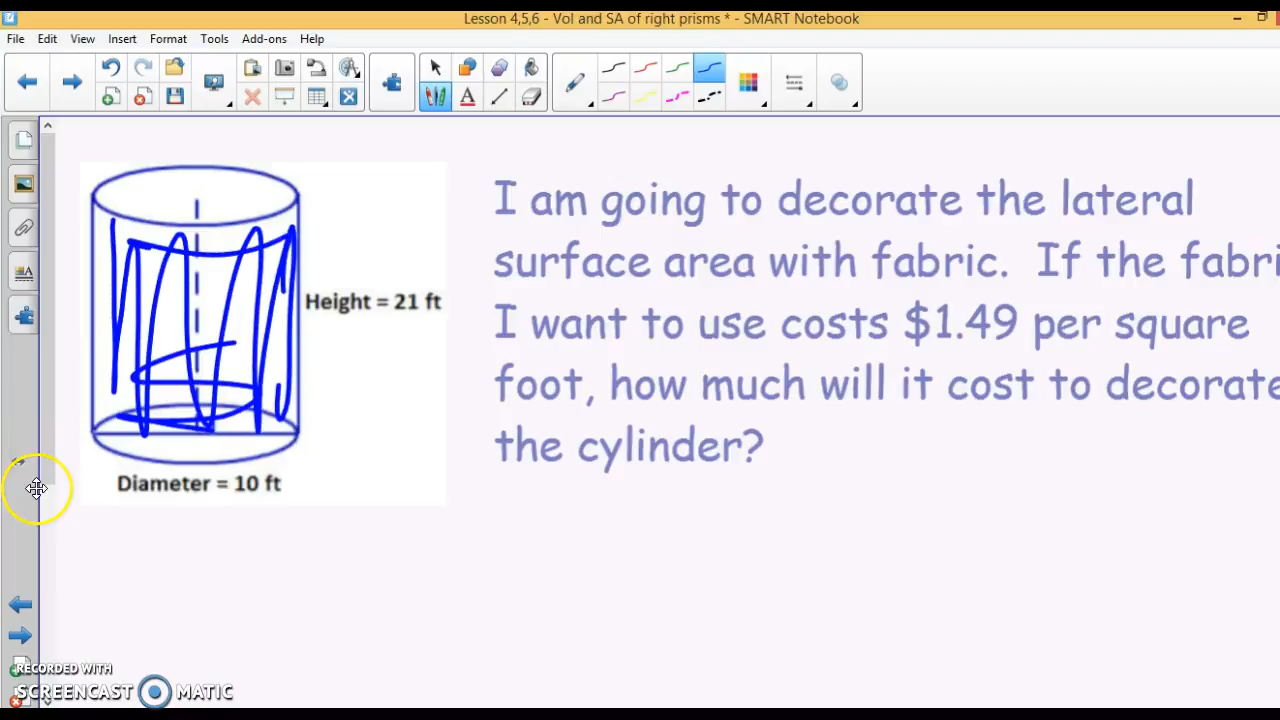 Lesson 4,5,6 - Vol and SA of right prisms * - SMART Notebook
File Edit View Insert Format Tools Add-ons Help
I am going to decorate the lateral
surface area with fabric. If the fabri
I want to use costs $1.49 per square
foot, how much will it cost to decorate
the cylinder?
Height = 21 ft
Diameter = 10 ft
RECORDED WITH
SCREENCAST MATIC